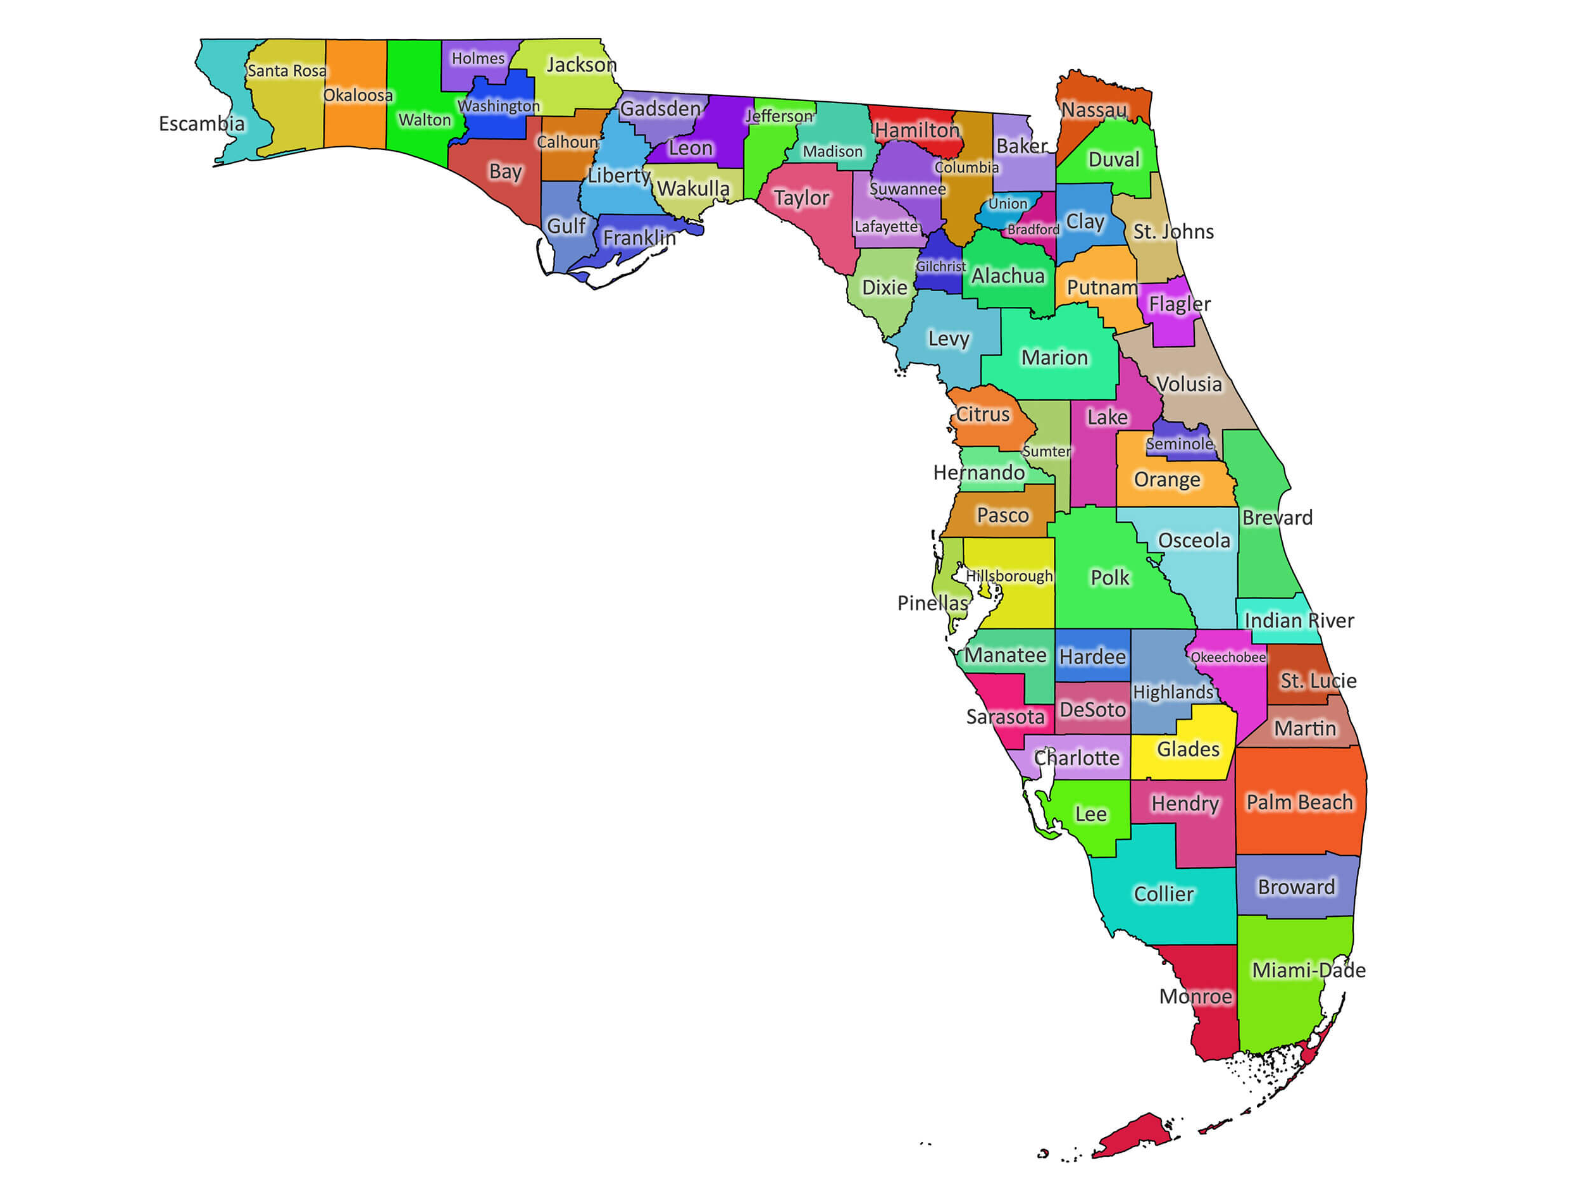 Holmes
Jackson
Santa Rosa
Okaloosa
Washington
Walton
Escambia
Gadsden
Nassau
Jefferson
Hamilton
Calhoun
Leon
Madison
Baker
Duval
Columbia
Bay
Liberty
Wakulla
Suwannee
Taylor
Union
Lafayette
Bradford
Clay
St. Johns
Gulf
Franklin
Gilchrist
Alachua
Dixie
Putnam
Flagler
Levy
Marion
Volusia
Citrus
Lake
Sumter
Seminole
Hernando
Orange
Pasco
Brevard
Osceola
Hillsborough
Polk
Pinellas
Indian River
Manatee
Hardee
Okeechobee
St. Lucie
Highlands
DeSoto
Sarasota
Martin
Glades
Charlotte
Hendry
Palm Beach
Lee
Broward
Collier
Miami-Dade
Monroe